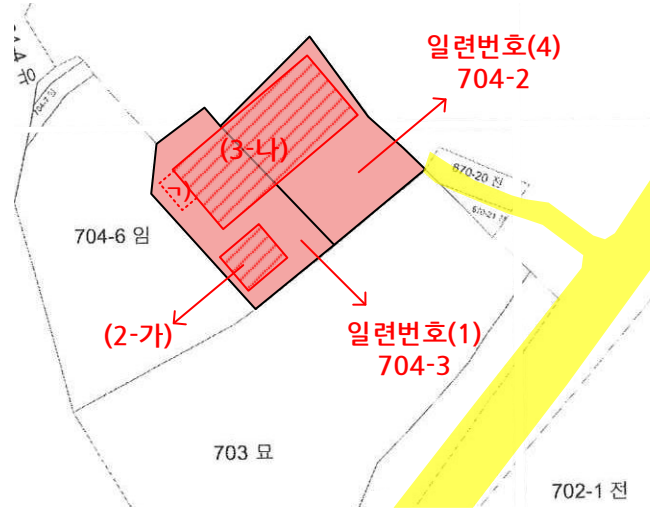 일련번호(4)
704-2
(3-나)
ㄱ)
670-20 전
704-6 임
(2-가)
일련번호(1)
704-3
703 묘
702-1 전